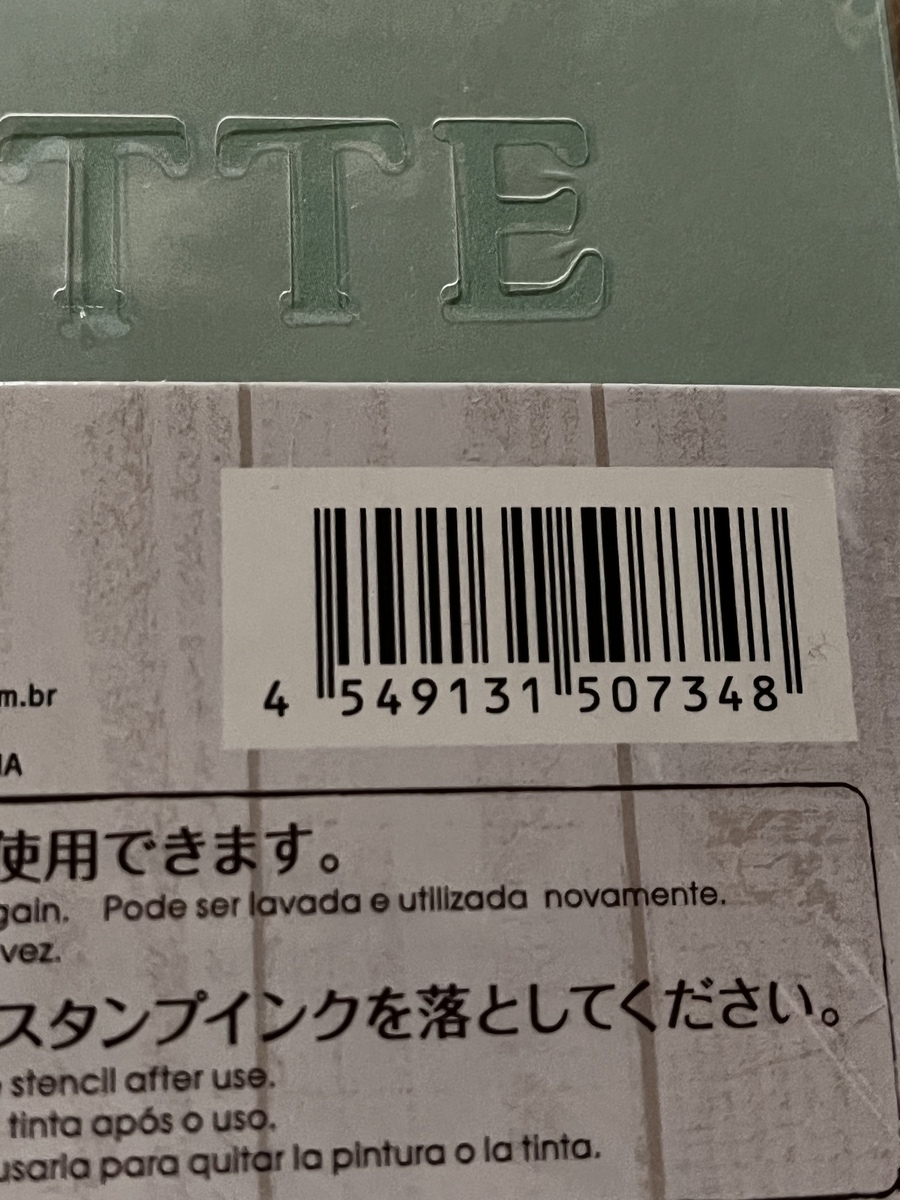 TTE
4 549131 507348
m.br
IA
使用できます。
gain. Pode ser lavada e utilizada novamente.
vez.
スタンプインクを落としてください。
stencil after use.
tinta após o uso.
usarla para quitar la pintura o la tinta.